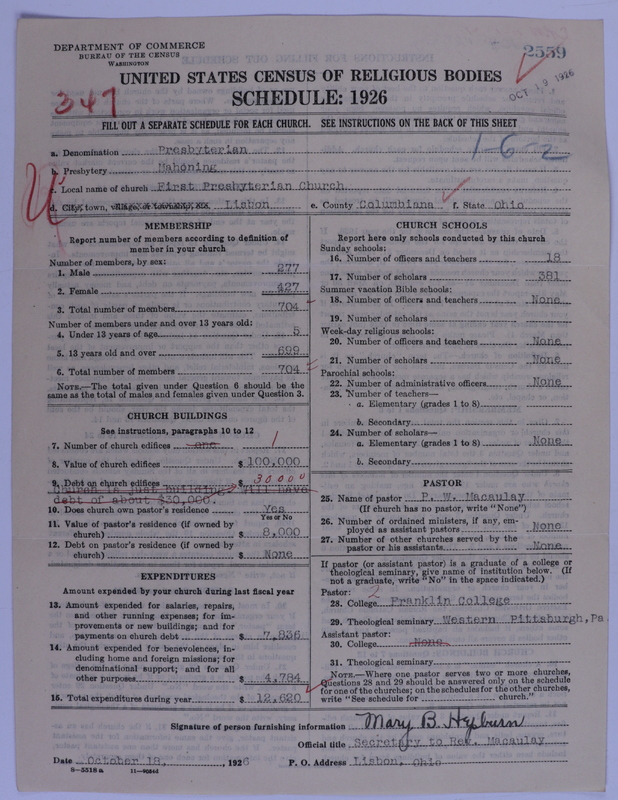 DEPARTMENT OF COMMERCE
BUREAU OF THE CENSUS
WASHINGTON
2559
OCT 19 1926
UNITED STATES CENSUS OF RELIGIOUS BODIES
SCHEDULE: 1926
347
FILL OUT A SEPARATE SCHEDULE FOR EACH CHURCH. SEE INSTRUCTIONS ON THE BACK OF THIS SHEET
1-6-2
a. Denomination Presbyterian
b. Presbytery Mahoning
c. Local name of church First Presbyterian Church
d. City, town, village, or township, Lisbon e. County Columbiana f. State Ohio
MEMBERSHIP
Report number of members according to definition of
member in your church
Number of members, by sex:
1. Male 277
2. Female 427
3. Total number of members 704
Number of members under and over 13 years old:
4. Under 13 years of age 5
5. 13 years old and over 699
6. Total number of members 704
NOTE.—The total given under Question 6 should be
same as the total of males and females given under Question 3.
CHURCH BUILDINGS
See instructions, paragraphs 10 to 12
7. Number of church edifices one 1
8. Value of church edifices $ 100,000
9. Debt on church edifices $ 30000
Church is just building. Will have
debt of about $30,000.
10. Does church own pastor's residence Yes
Yes or No
11. Value of pastor's residence (if owned by
church) $ 8,000
12. Debt on pastor's residence (if owned by
church) $ None
EXPENDITURES
Amount expended by your church during last fiscal year
13. Amount expended for salaries, repairs,
and other running expenses; for im-
provements or new buildings; and for
payments on church debt $ 7,836
14. Amount expended for benevolences, in-
cluding home and foreign missions; for
denominational support; and for all
other purposes $ 4,784
15. Total expenditures during year $ 12,620
CHURCH SCHOOLS
Report here only schools conducted by this church
Sunday schools:
16. Number of officers and teachers 18
17. Number of scholars 381
Summer vacation Bible schools:
18. Number of officers and teachers None
19. Number of scholars
Week-day religious schools:
20. Number of officers and teachers None
21. Number of scholars None
Parochial schools:
22. Number of administrative officers None
23. Number of teachers—
a. Elementary (grades 1 to 8)
b. Secondary
24. Number of scholars—
a. Elementary (grades 1 to 8) None
b. Secondary
PASTOR
25. Name of pastor P. W. Macaulay
(If church has no pastor, write "None")
26. Number of ordained ministers, if any, em-
ployed as assistant pastors None
27. Number of other churches served by the
pastor or his assistants None
If pastor (or assistant pastor) is a graduate of a college or
theological seminary, give name of institution below. (If
not a graduate, write "No" in the space indicated.)
Pastor: 2
28. College Franklin College
29. Theological seminary Western Pittsburgh, Pa
Assistant pastor:
30. College None
31. Theological seminary
NOTE.—Where one pastor serves two or more churches,
Questions 28 and 29 should be answered only on the schedule
for one of the churches; on the schedules for the other churches,
write "See schedule for church."
Signature of person furnishing information Mary B. Hepburn
Official title Secretary to Rev. Macaulay
Date October 18, 1926 P. O. Address Lisbon, Ohio
8-5518 a